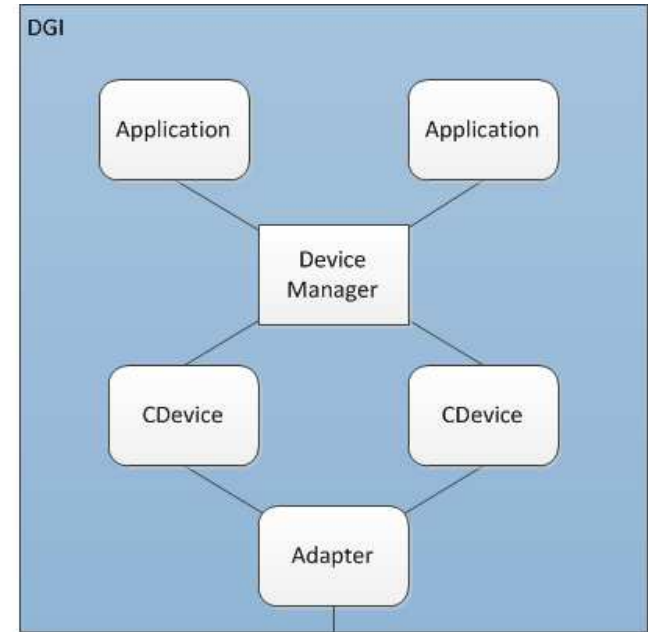 DGI
Application
Application
Device
Manager
CDevice
CDevice
Adapter